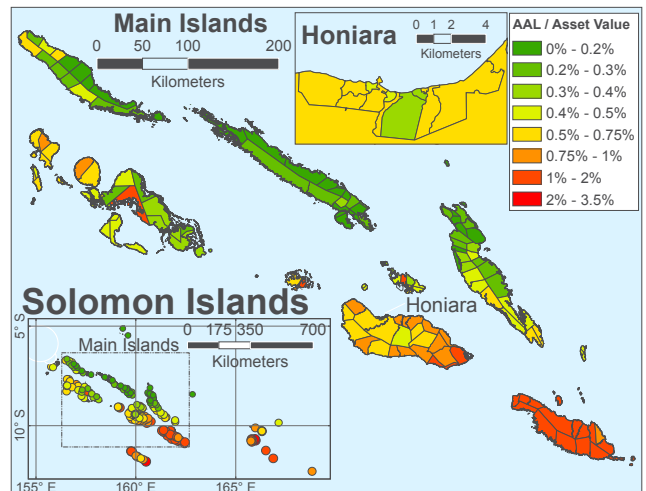 Main Islands
0 50 100 200
Kilometers
Honiara
0 1 2 4
Kilometers
AAL / Asset Value
0% - 0.2%
0.2% - 0.3%
0.3% - 0.4%
0.4% - 0.5%
0.5% - 0.75%
0.75% - 1%
1% - 2%
2% - 3.5%
Honiara
Solomon Islands
0 175 350 700
Kilometers
Main Islands
5° S
10° S
155° E 160° E 165° E